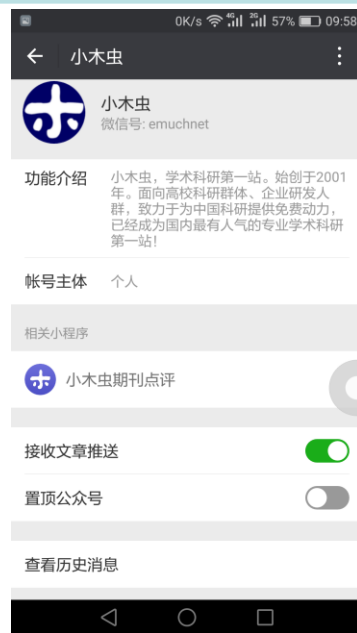 0K/s 4G 2G 57% 09:58
小木虫
小木虫
微信号: emuchnet
功能介绍 小木虫，学术科研第一站。始创于2001
年。面向高校科研群体、企业研发人
群，致力于为中国科研提供免费动力，
已经成为国内最有人气的专业学术科研
第一站！
帐号主体 个人
相关小程序
小木虫期刊点评
接收文章推送
置顶公众号
查看历史消息